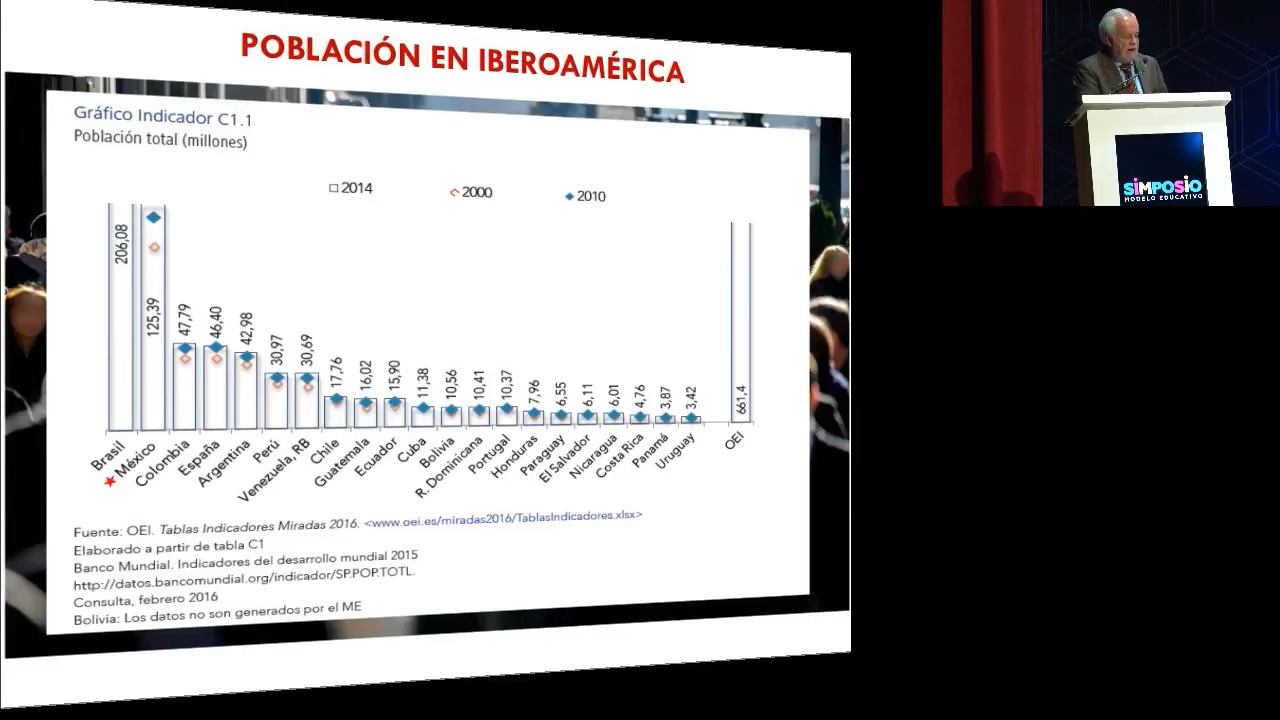 POBLACIÓN EN IBEROAMÉRICA
Gráfico Indicador C1.1
Población total (millones)
2014 2000 2010
206,08
125,39
47,79
46,40
42,98
30,97
30,69
17,76
16,02
15,90
11,38
10,56
10,41
10,37
7,96
6,55
6,11
6,01
4,76
3,87
3,42
661,4
Brasil
México
Colombia
España
Argentina
Perú
Venezuela, RB
Chile
Guatemala
Ecuador
Cuba
Bolivia
R. Dominicana
Portugal
Honduras
Paraguay
El Salvador
Nicaragua
Costa Rica
Panamá
Uruguay
OEI
Fuente: OEI. Tablas Indicadores Miradas 2016. <www.oei.es/miradas2016/TablasIndicadores.xlsx>
Elaborado a partir de tabla C1
Banco Mundial. Indicadores del desarrollo mundial 2015
http://datos.bancomundial.org/indicador/SP.POP.TOTL.
Consulta, febrero 2016
Bolivia: Los datos no son generados por el ME
SiMPOSiO
MODELO EDUCATIVO